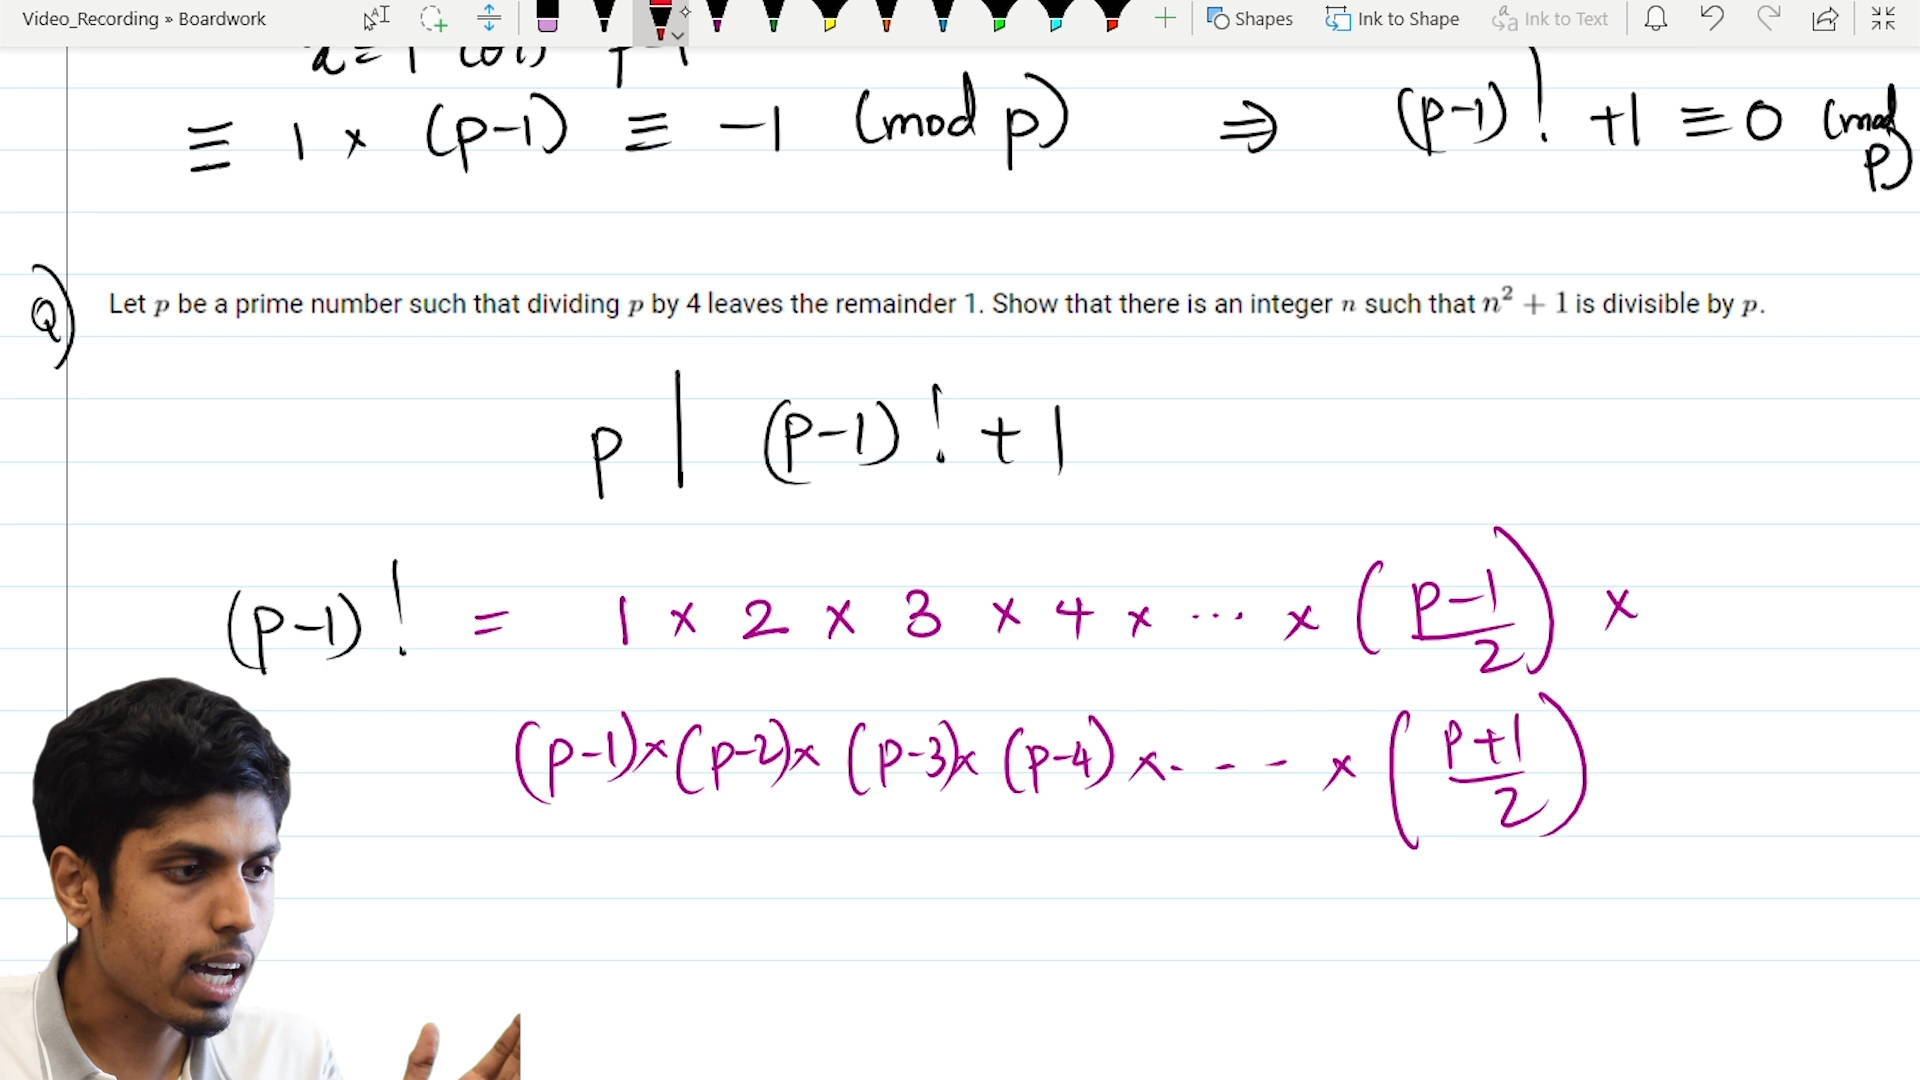 Video_Recording » Boardwork
Shapes
Ink to Shape
Ink to Text
≡ 1 × (p-1) ≡ -1 (mod p) ⇒ (p-1)! +1 ≡ 0 (mod p)
Q) Let p be a prime number such that dividing p by 4 leaves the remainder 1. Show that there is an integer n such that n² + 1 is divisible by p.
p | (p-1)! + 1
(p-1)! = 1 × 2 × 3 × 4 × ... × (p-1/2) ×
(p-1)×(p-2)× (p-3)× (p-4) ×- - - - × (p+1/2)